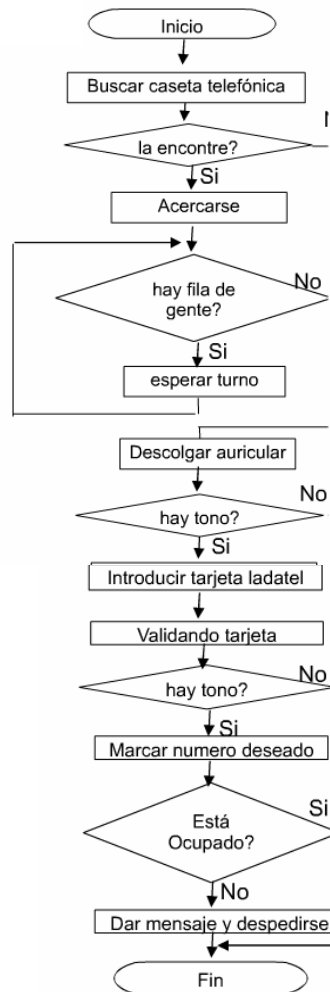 Inicio
Buscar caseta telefónica
la encontre?
Si
Acercarse
hay fila de
gente?
No
Si
esperar turno
Descolgar auricular
No
hay tono?
Si
Introducir tarjeta ladatel
Validando tarjeta
No
hay tono?
Si
Marcar numero deseado
Si
Está
Ocupado?
No
Dar mensaje y despedirse
Fin